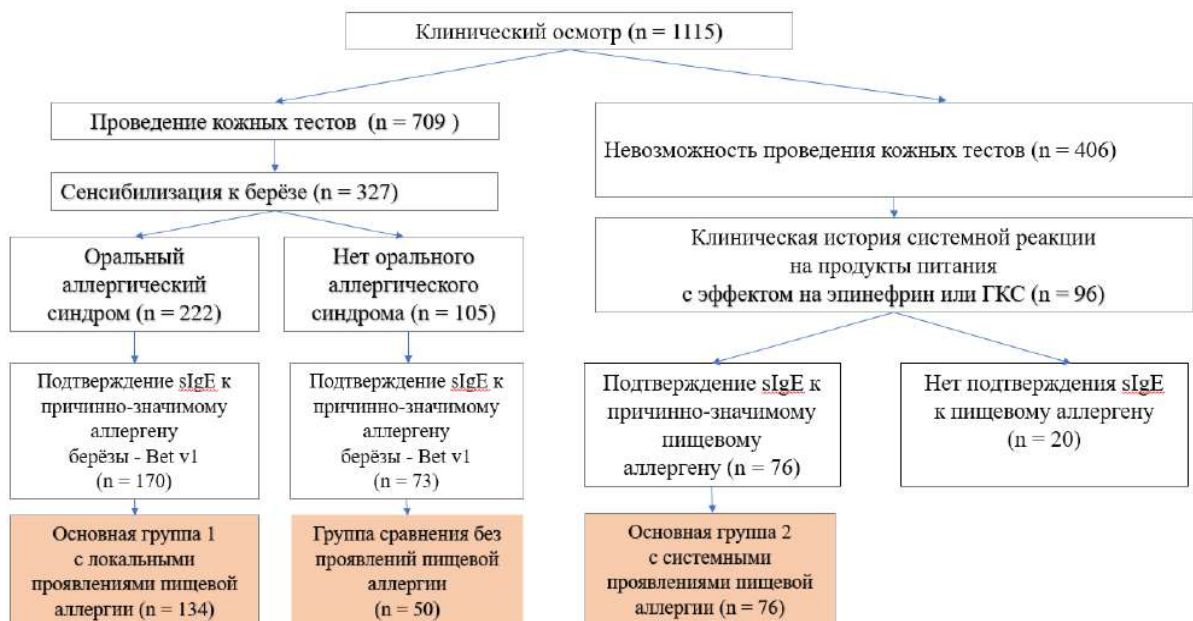 Клинический осмотр (n = 1115)
Проведение кожных тестов (n = 709 )
Невозможность проведения кожных тестов (n = 406)
Сенсибилизация к берёзе (n = 327)
Оральный
аллергический
синдром (n = 222)
Нет орального
аллергического
синдрома (n = 105)
Клиническая история системной реакции
на продукты питания
с эффектом на эпинефрин или ГКС (n = 96)
Подтверждение sIgE к
причинно-значимому
аллергену
берёзы - Bet v1
(n = 170)
Подтверждение sIgE к
причинно-значимому
аллергену
берёзы - Bet v1
(n = 73)
Подтверждение sIgE к
причинно-значимому
пищевому
аллергену (n = 76)
Нет подтверждения sIgE
к пищевому аллергену
(n = 20)
Основная группа 1
с локальными
проявлениями пищевой
аллергии (n = 134)
Группа сравнения без
проявлений пищевой
аллергии
(n = 50)
Основная группа 2
с системными
проявлениями пищевой
аллергии (n = 76)